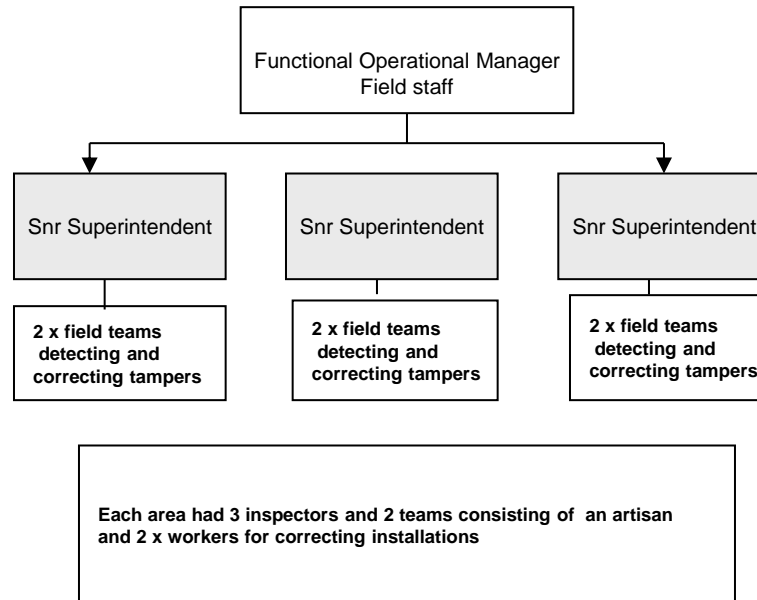 Functional Operational Manager
Field staff
Snr Superintendent
Snr Superintendent
Snr Superintendent
2 x field teams
detecting and
correcting tampers
2 x field teams
detecting and
correcting tampers
2 x field teams
detecting and
correcting tampers
Each area had 3 inspectors and 2 teams consisting of an artisan
and 2 x workers for correcting installations